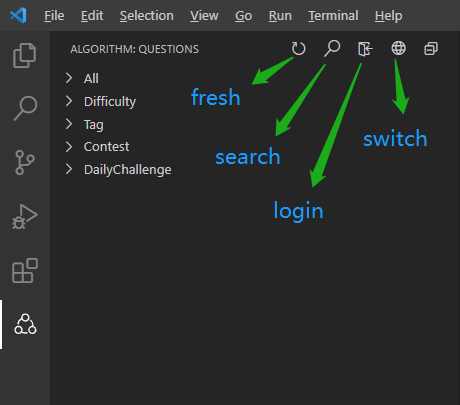 File Edit Selection View Go Run Terminal Help
ALGORITHM: QUESTIONS
All
fresh
Difficulty
Tag
switch
Contest
search
DailyChallenge
login